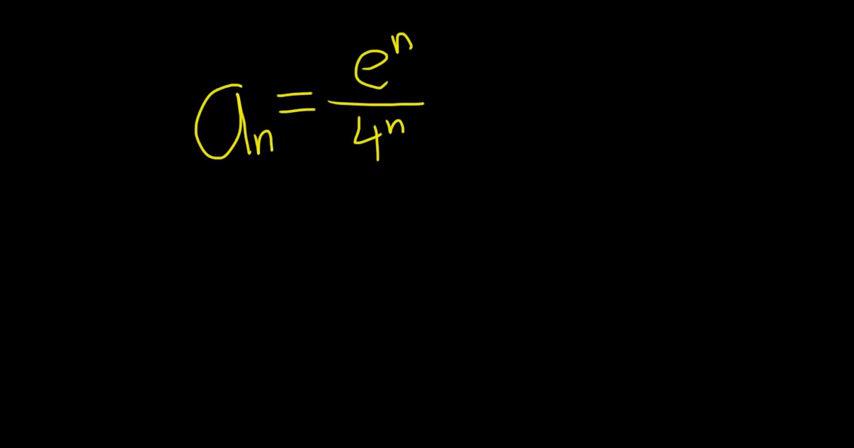 aₙ = eⁿ/4ⁿ